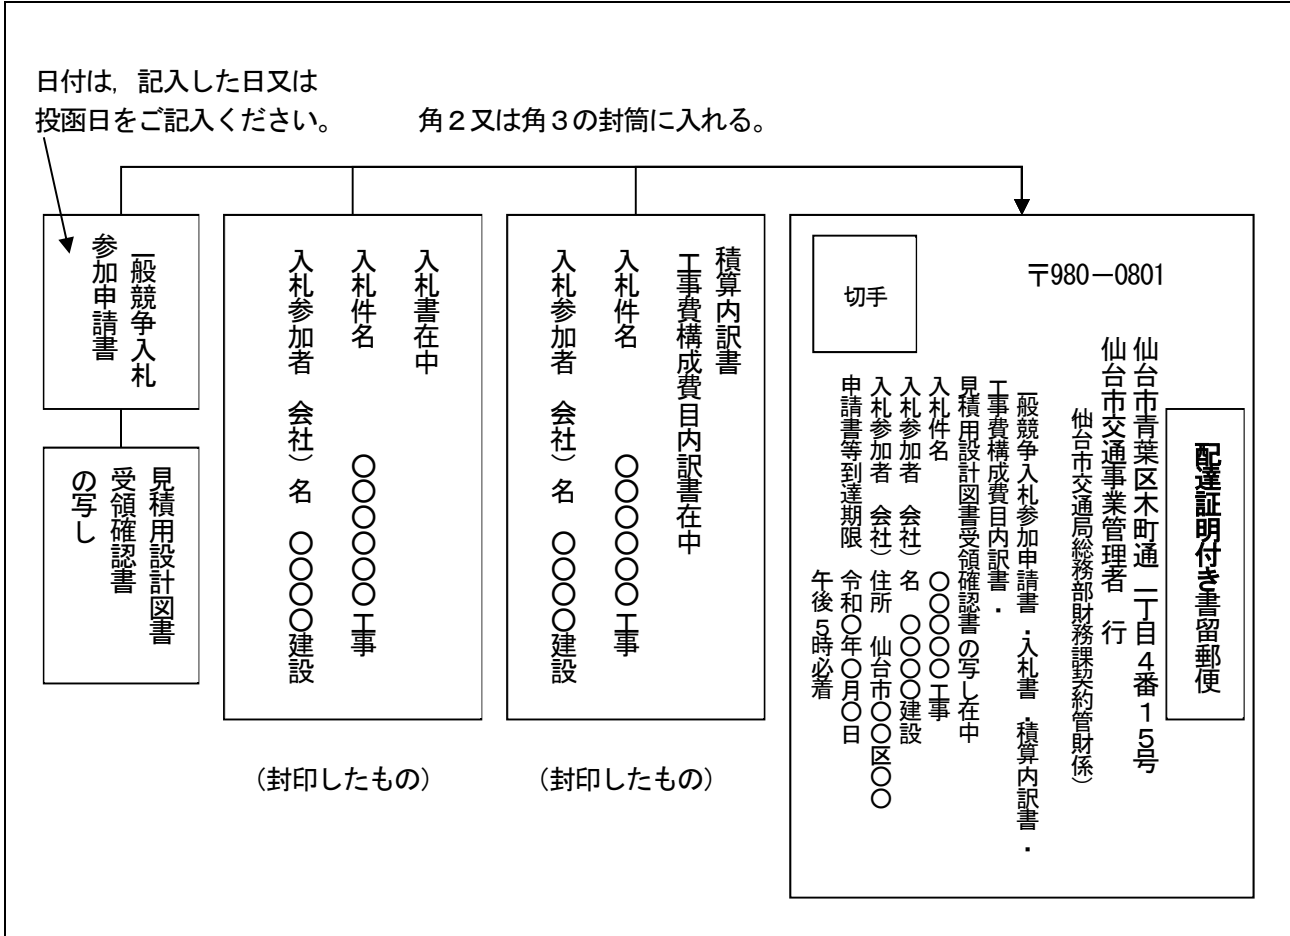 日付は，記入した日又は
投函日をご記入ください。
角２又は角３の封筒に入れる。
一般競争入札
参加申請書
見積用設計図書
受領確認書
の写し
入札書在中
入札件名　〇〇〇〇〇〇工事
入札参加者　会社）名　〇〇〇〇建設
（封印したもの）
積算内訳書
工事費構成費目内訳書在中
入札件名　〇〇〇〇〇〇工事
入札参加者　会社）名　〇〇〇〇建設
（封印したもの）
切手
〒980－0801
配達証明付き書留郵便
仙台市青葉区木町通一丁目４番１５号
仙台市交通事業管理者　行
仙台市交通局総務部財務課契約管財係）
一般競争入札参加申請書・入札書・積算内訳書・
工事費構成費目内訳書・
見積用設計図書受領確認書の写し在中
入札件名　〇〇〇〇〇工事
入札参加者　会社）名　〇〇〇〇建設
入札参加者　会社）住所　仙台市〇〇区〇〇
申請書等到達期限　令和〇年〇月〇日
午後５時必着